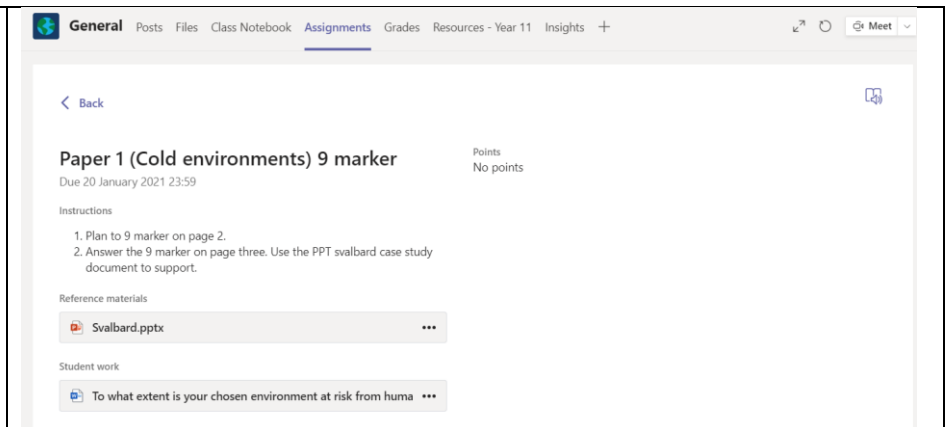 General Posts Files Class Notebook Assignments Grades Resources - Year 11 Insights + Meet
Back
Paper 1 (Cold environments) 9 marker
Due 20 January 2021 23:59
Points
No points
Instructions
1. Plan to 9 marker on page 2.
2. Answer the 9 marker on page three. Use the PPT svalbard case study
document to support.
Reference materials
Svalbard.pptx
Student work
To what extent is your chosen environment at risk from huma